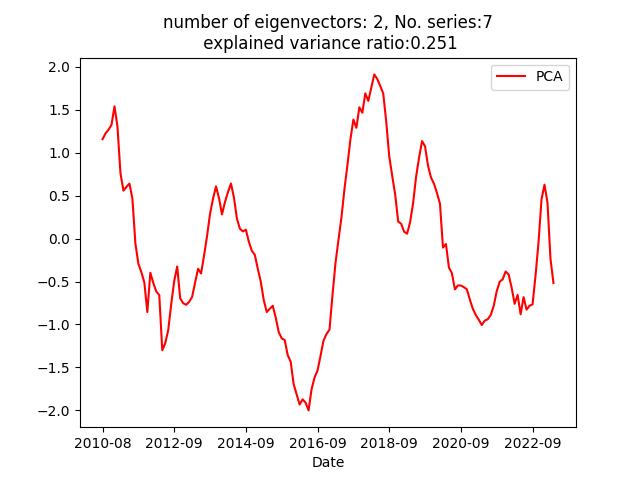 number of eigenvectors: 2, No. series:7
explained variance ratio:0.251
PCA
2.0
1.5
1.0
0.5
0.0
−0.5
−1.0
−1.5
−2.0
2010-08 2012-09 2014-09 2016-09 2018-09 2020-09 2022-09
Date